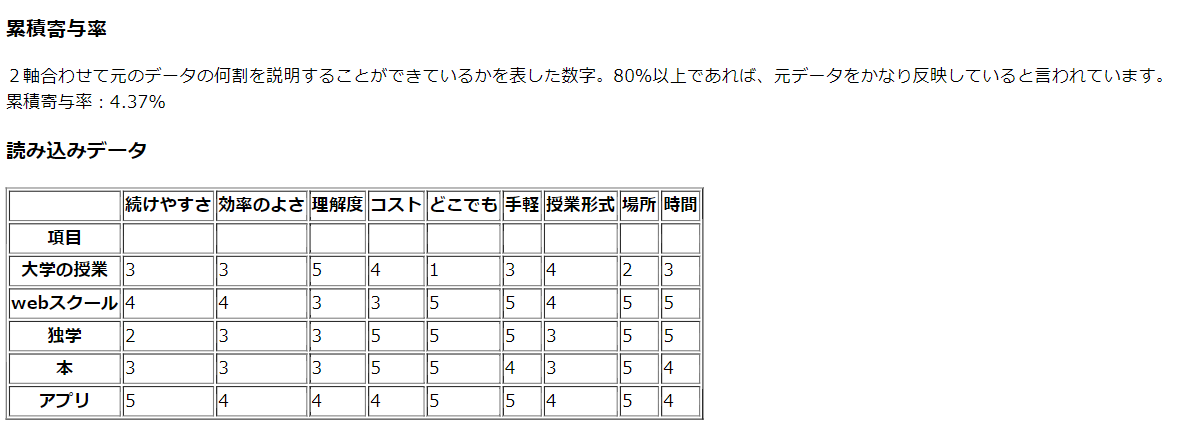 累積寄与率
２軸合わせて元のデータの何割を説明することができているかを表した数字。80%以上であれば、元データをかなり反映していると言われています。
累積寄与率：4.37%
読み込みデータ
続けやすさ 効率のよさ 理解度 コスト どこでも 手軽 授業形式 場所 時間
項目
大学の授業 3 3 5 4 1 3 4 2 3
webスクール 4 4 3 3 5 5 4 5 5
独学 2 3 3 5 5 5 3 5 5
本 3 3 3 5 5 4 3 5 4
アプリ 5 4 4 4 5 5 4 5 4